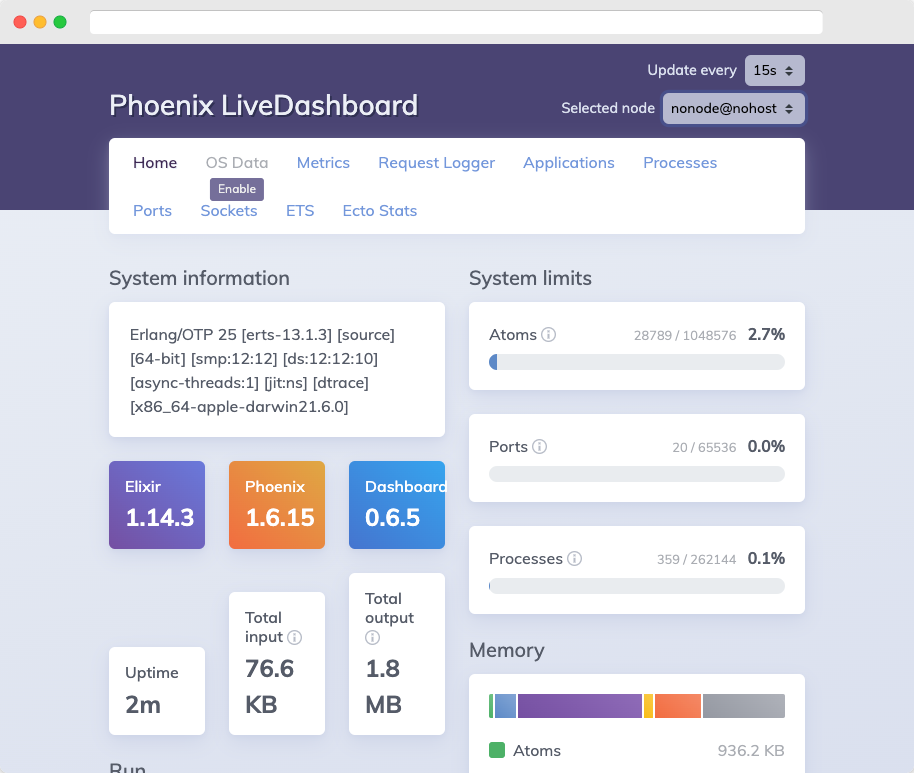 Update every 15s
Phoenix LiveDashboard
Selected node nonode@nohost
Home OS Data Metrics Request Logger Applications Processes
Enable
Ports Sockets ETS Ecto Stats
System information
Erlang/OTP 25 [erts-13.1.3] [source]
[64-bit] [smp:12:12] [ds:12:12:10]
[async-threads:1] [jit:ns] [dtrace]
[x86_64-apple-darwin21.6.0]
Elixir
1.14.3
Phoenix
1.6.15
Dashboard
0.6.5
Uptime
2m
Total
input
76.6
KB
Total
output
1.8
MB
Run
System limits
Atoms 28789 / 1048576 2.7%
Ports 20 / 65536 0.0%
Processes 359 / 262144 0.1%
Memory
Atoms 936.2 KB